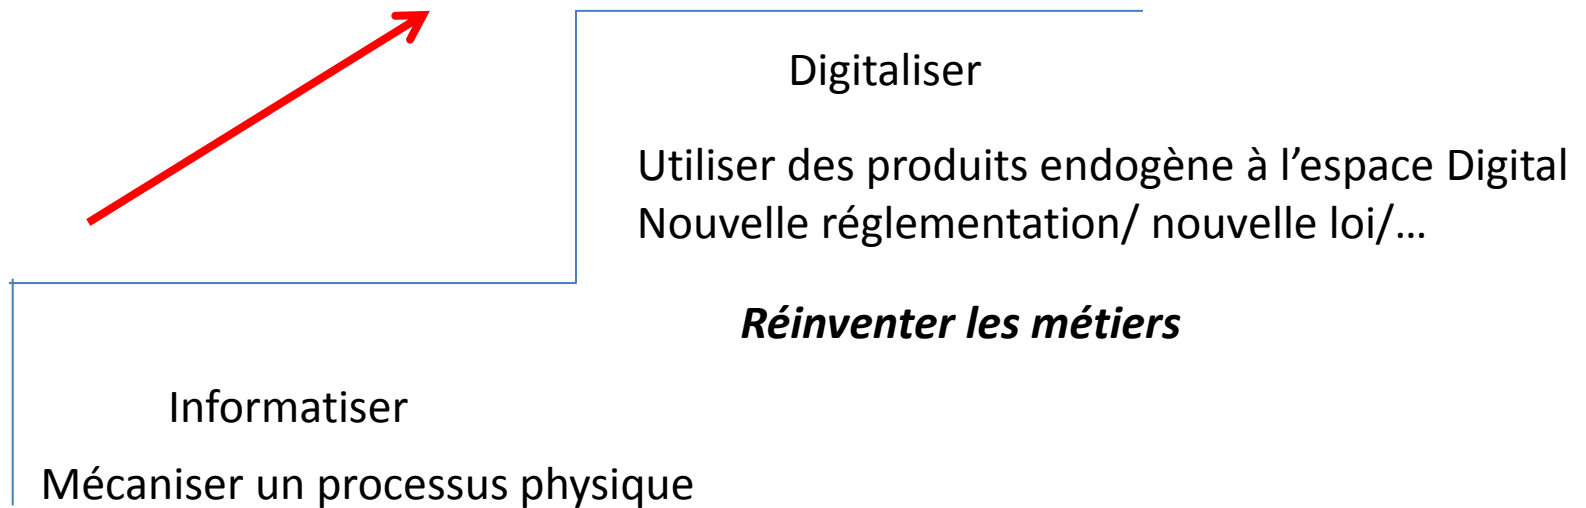 Digitaliser
Utiliser des produits endogène à l’espace Digital
Nouvelle réglementation/ nouvelle loi/…
Réinventer les métiers
Informatiser
Mécaniser un processus physique